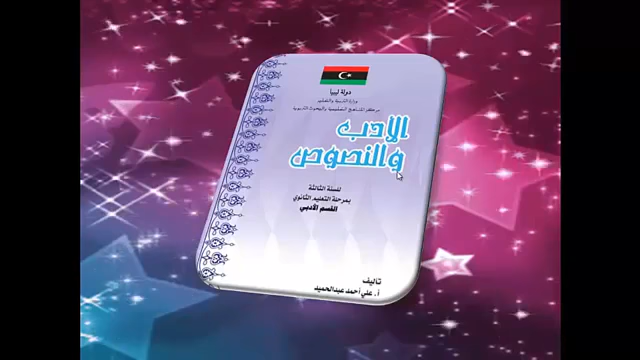 دولة ليبيا
وزارة التربية والتعليم
مركز المناهج التعليمية والبحوث التربوية
الأدب
والنصوص
للسنة الثالثة
بمرحلة التعليم الثانوي
القسم الأدبي
تأليف
أ. علي أحمد عبدالحميد